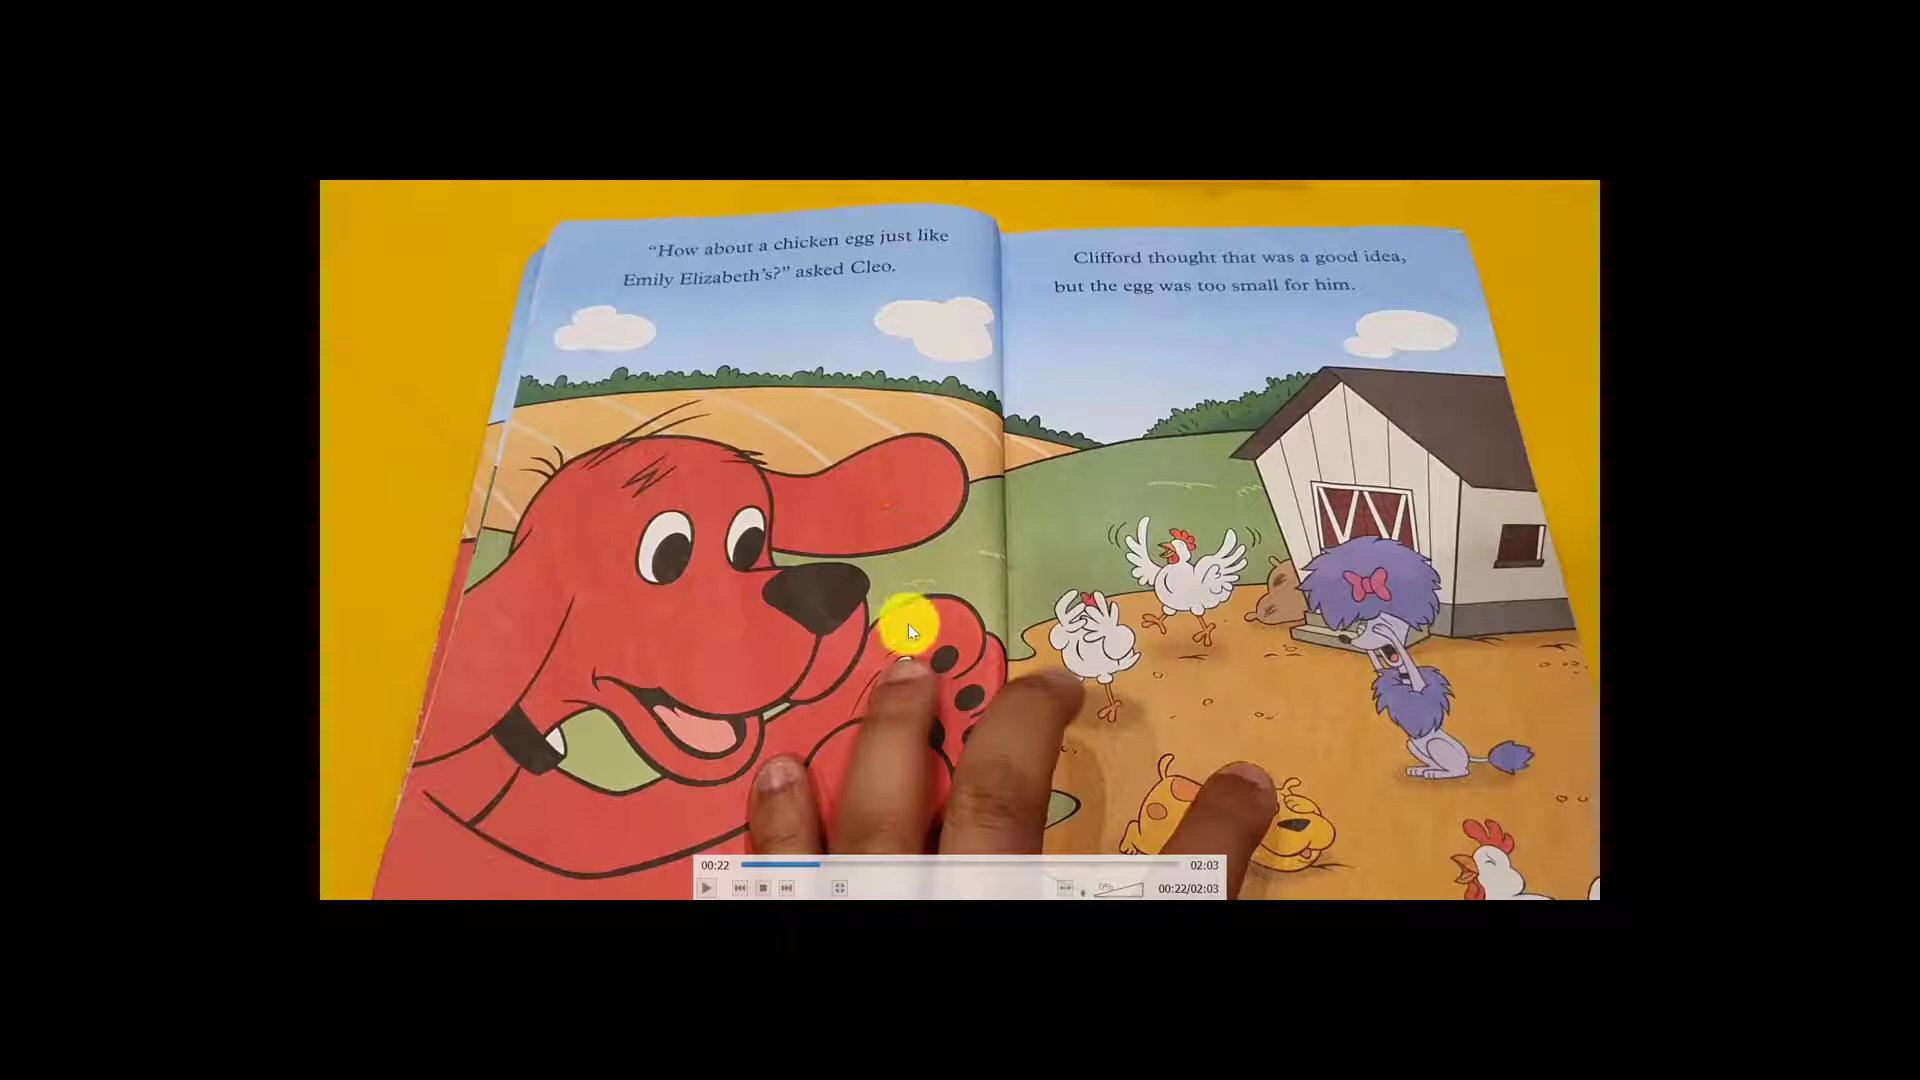 “How about a chicken egg just like
Emily Elizabeth’s?” asked Cleo.
Clifford thought that was a good idea,
but the egg was too small for him.
00:22
02:03
0%
00:22/02:03